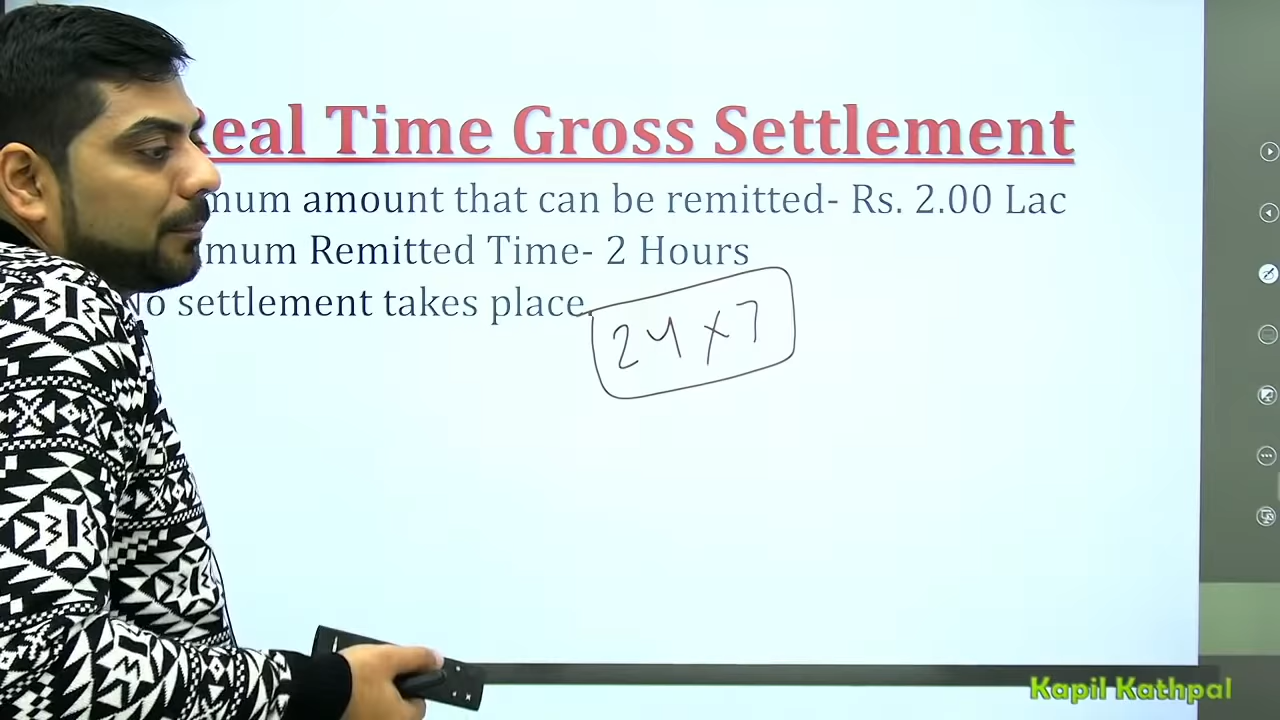 eal Time Gross Settlement
mum amount that can be remitted- Rs. 2.00 Lac
mum Remitted Time- 2 Hours
No settlement takes place.
24 x 7
Kapil Kathpal